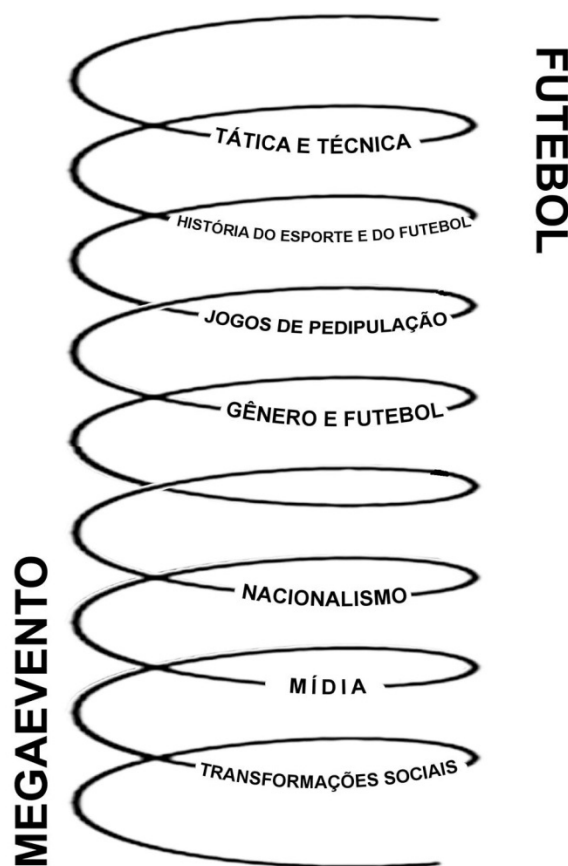 FUTEBOL
TÁTICA E TÉCNICA
HISTÓRIA DO ESPORTE E DO FUTEBOL
JOGOS DE PEDIPULAÇÃO
GÊNERO E FUTEBOL
NACIONALISMO
MÍDIA
TRANSFORMAÇÕES SOCIAIS
MEGAEVENTO